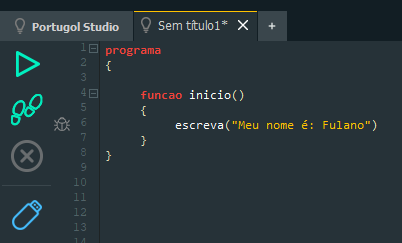 Portugol Studio
Sem título1*
+
1 programa
2 {
3
4 funcao inicio()
5 {
6 escreva("Meu nome é: Fulano")
7 }
8 }
9
10
11
12
13
14